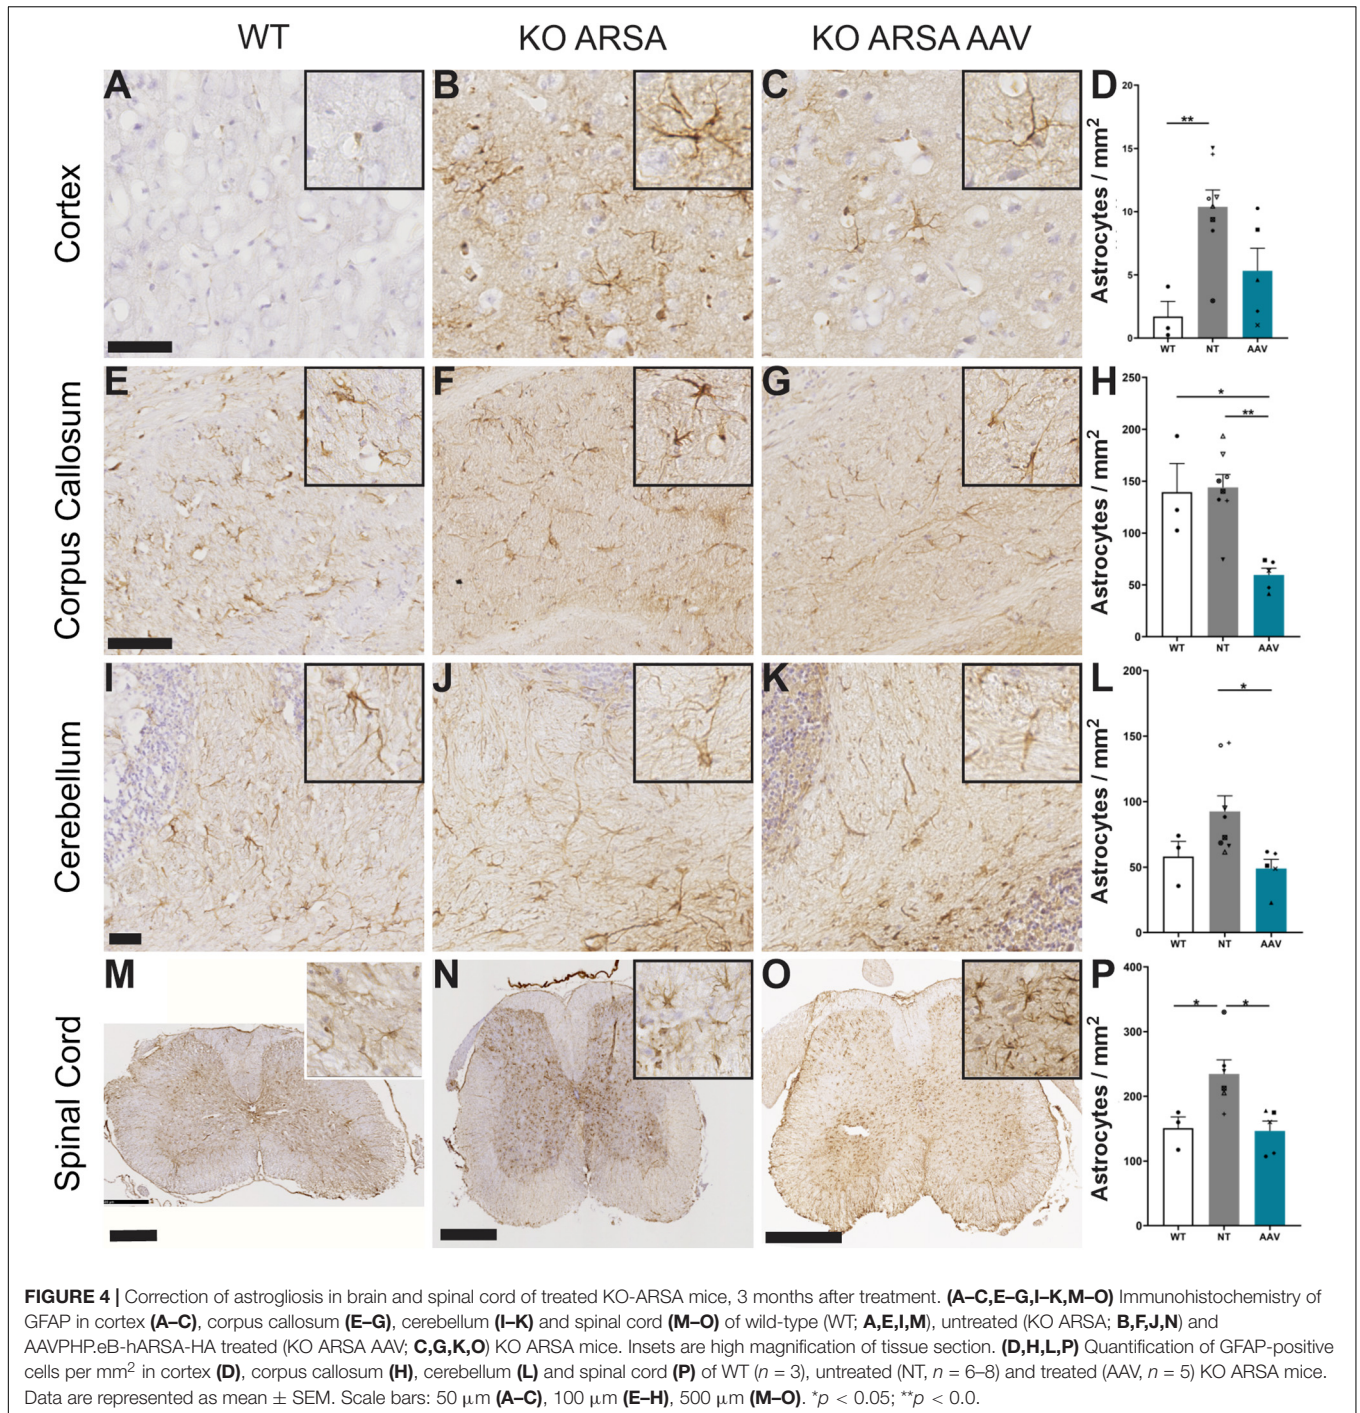 WT KO ARSA KO ARSA AAV
Cortex
A B C D
Astrocytes / mm²
20
15
10
5
0
**
WT NT AAV
Corpus Callosum
E F G H
Astrocytes / mm²
250
200
150
100
50
0
*
**
WT NT AAV
Cerebellum
I J K L
Astrocytes / mm²
200
150
100
50
0
*
WT NT AAV
Spinal Cord
M N O P
Astrocytes / mm²
400
300
200
100
0
* *
WT NT AAV
FIGURE 4 | Correction of astrogliosis in brain and spinal cord of treated KO-ARSA mice, 3 months after treatment. (A–C,E–G,I–K,M–O) Immunohistochemistry of
GFAP in cortex (A–C), corpus callosum (E–G), cerebellum (I–K) and spinal cord (M–O) of wild-type (WT; A,E,I,M), untreated (KO ARSA; B,F,J,N) and
AAVPHP.eB-hARSA-HA treated (KO ARSA AAV; C,G,K,O) KO ARSA mice. Insets are high magnification of tissue section. (D,H,L,P) Quantification of GFAP-positive
cells per mm² in cortex (D), corpus callosum (H), cerebellum (L) and spinal cord (P) of WT (n = 3), untreated (NT, n = 6–8) and treated (AAV, n = 5) KO ARSA mice.
Data are represented as mean ± SEM. Scale bars: 50 μm (A–C), 100 μm (E–H), 500 μm (M–O). *p < 0.05; **p < 0.0.